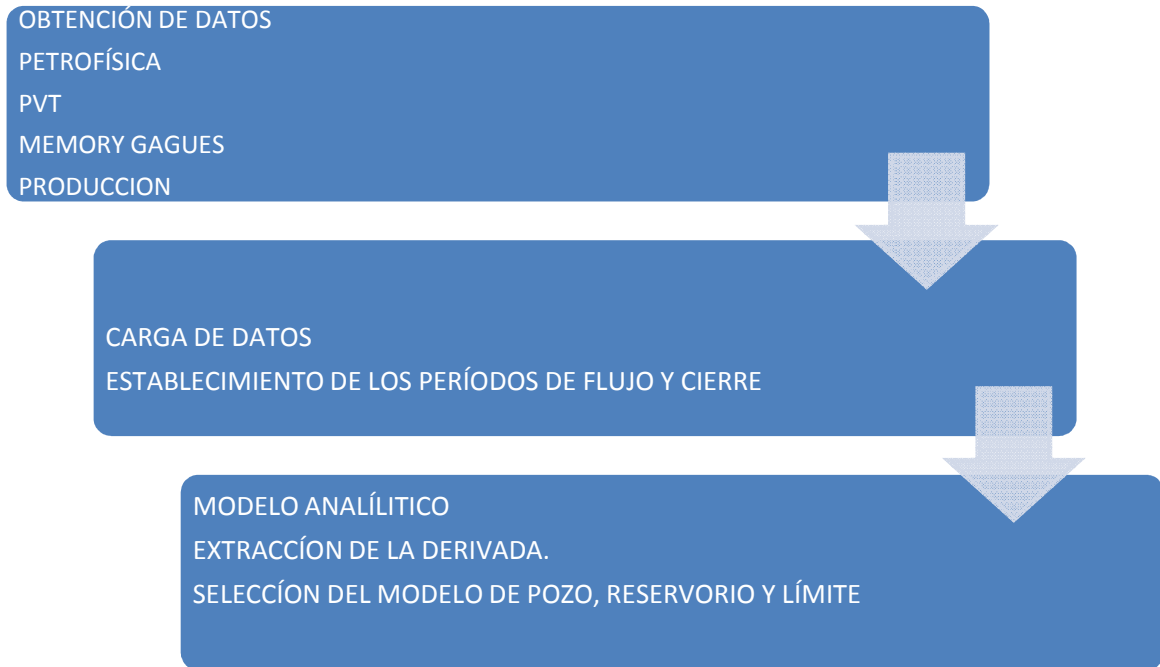 OBTENCIÓN DE DATOS
PETROFÍSICA
PVT
MEMORY GAGUES
PRODUCCION
CARGA DE DATOS
ESTABLECIMIENTO DE LOS PERÍODOS DE FLUJO Y CIERRE
MODELO ANALÍLITICO
EXTRACCÍON DE LA DERIVADA.
SELECCÍON DEL MODELO DE POZO, RESERVORIO Y LÍMITE